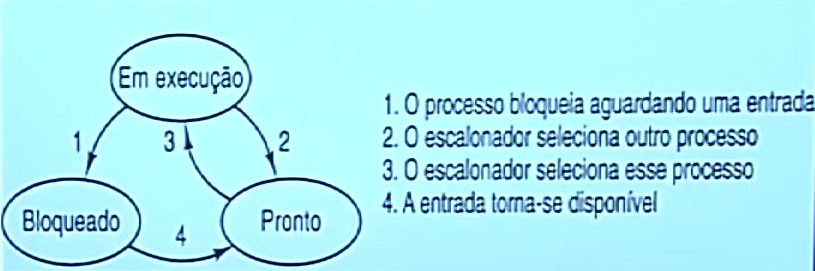 Em execução
1
3
2
Bloqueado
4
Pronto
1. O processo bloqueia aguardando uma entrada
2. O escalonador seleciona outro processo
3. O escalonador seleciona esse processo
4. A entrada torna-se disponível